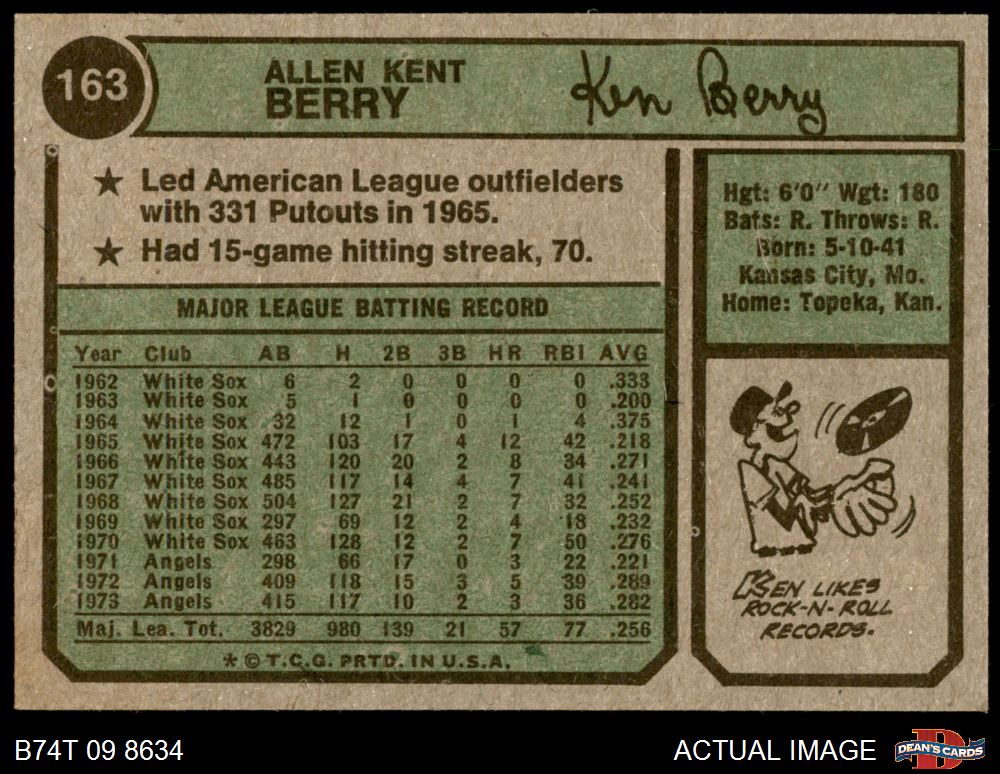 163
ALLEN KENT
BERRY
Ken Berry
★ Led American League outfielders
with 331 Putouts in 1965.
★ Had 15-game hitting streak, 70.
Hgt: 6'0" Wgt: 180
Bats: R. Throws: R.
Born: 5-10-41
Kansas City, Mo.
Home: Topeka, Kan.
MAJOR LEAGUE BATTING RECORD
Year Club AB H 2B 3B HR RBI AVG
1962 White Sox 6 2 0 0 0 0 .333
1963 White Sox 5 1 0 0 0 0 .200
1964 White Sox 32 12 1 0 1 4 .375
1965 White Sox 472 103 17 4 12 42 .218
1966 White Sox 443 120 20 2 8 34 .271
1967 White Sox 485 117 14 4 7 41 .241
1968 White Sox 504 127 21 2 7 32 .252
1969 White Sox 297 69 12 2 4 18 .232
1970 White Sox 463 128 12 2 7 50 .276
1971 Angels 298 66 17 0 3 22 .221
1972 Angels 409 118 15 3 5 39 .289
1973 Angels 415 117 10 2 3 36 .282
Maj. Lea. Tot. 3829 980 139 21 57 77 .256
* © T.C.G. PRTD. IN U.S.A.
KEN LIKES
ROCK-N-ROLL
RECORDS.
B74T 09 8634
ACTUAL IMAGE
D
DEAN'S CARDS